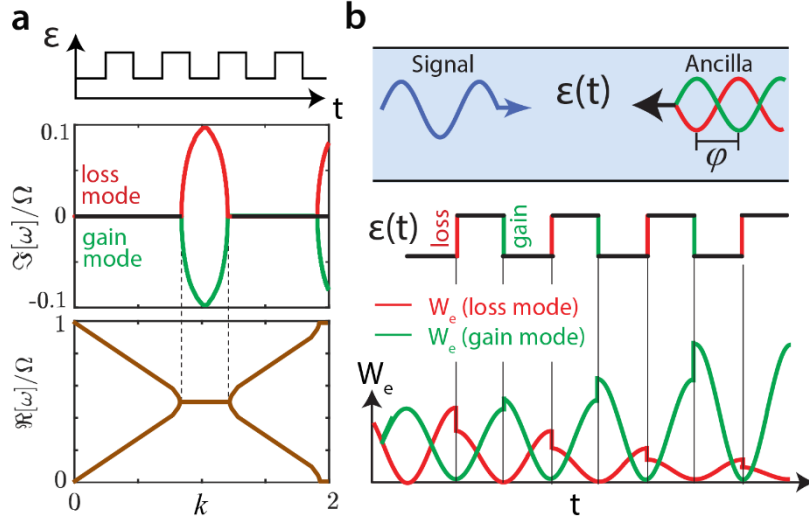 a
ε
t
0.1
loss
mode
0
gain
mode
-0.1
ℑ[ω]/Ω
1
ℜ[ω]/Ω
0
0
k
2
b
Signal
ε(t)
Ancilla
φ
ε(t)
loss
gain
W_e (loss mode)
W_e (gain mode)
W_e
t